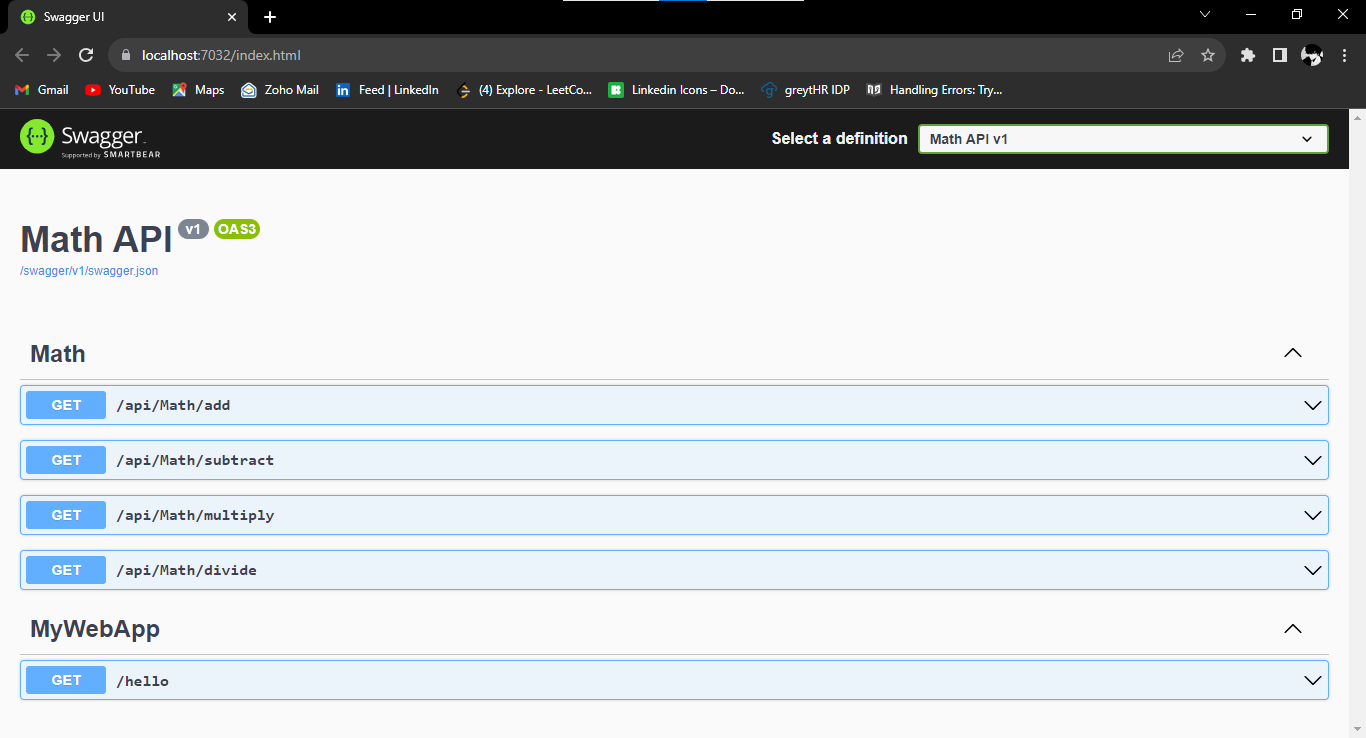 Swagger UI
localhost:7032/index.html
Gmail YouTube Maps Zoho Mail Feed | LinkedIn (4) Explore - LeetCo... Linkedin Icons – Do... greytHR IDP Handling Errors: Try...
{···} Swagger
Supported by SMARTBEAR
Select a definition Math API v1
Math API v1 OAS3
/swagger/v1/swagger.json
Math
GET /api/Math/add
GET /api/Math/subtract
GET /api/Math/multiply
GET /api/Math/divide
MyWebApp
GET /hello